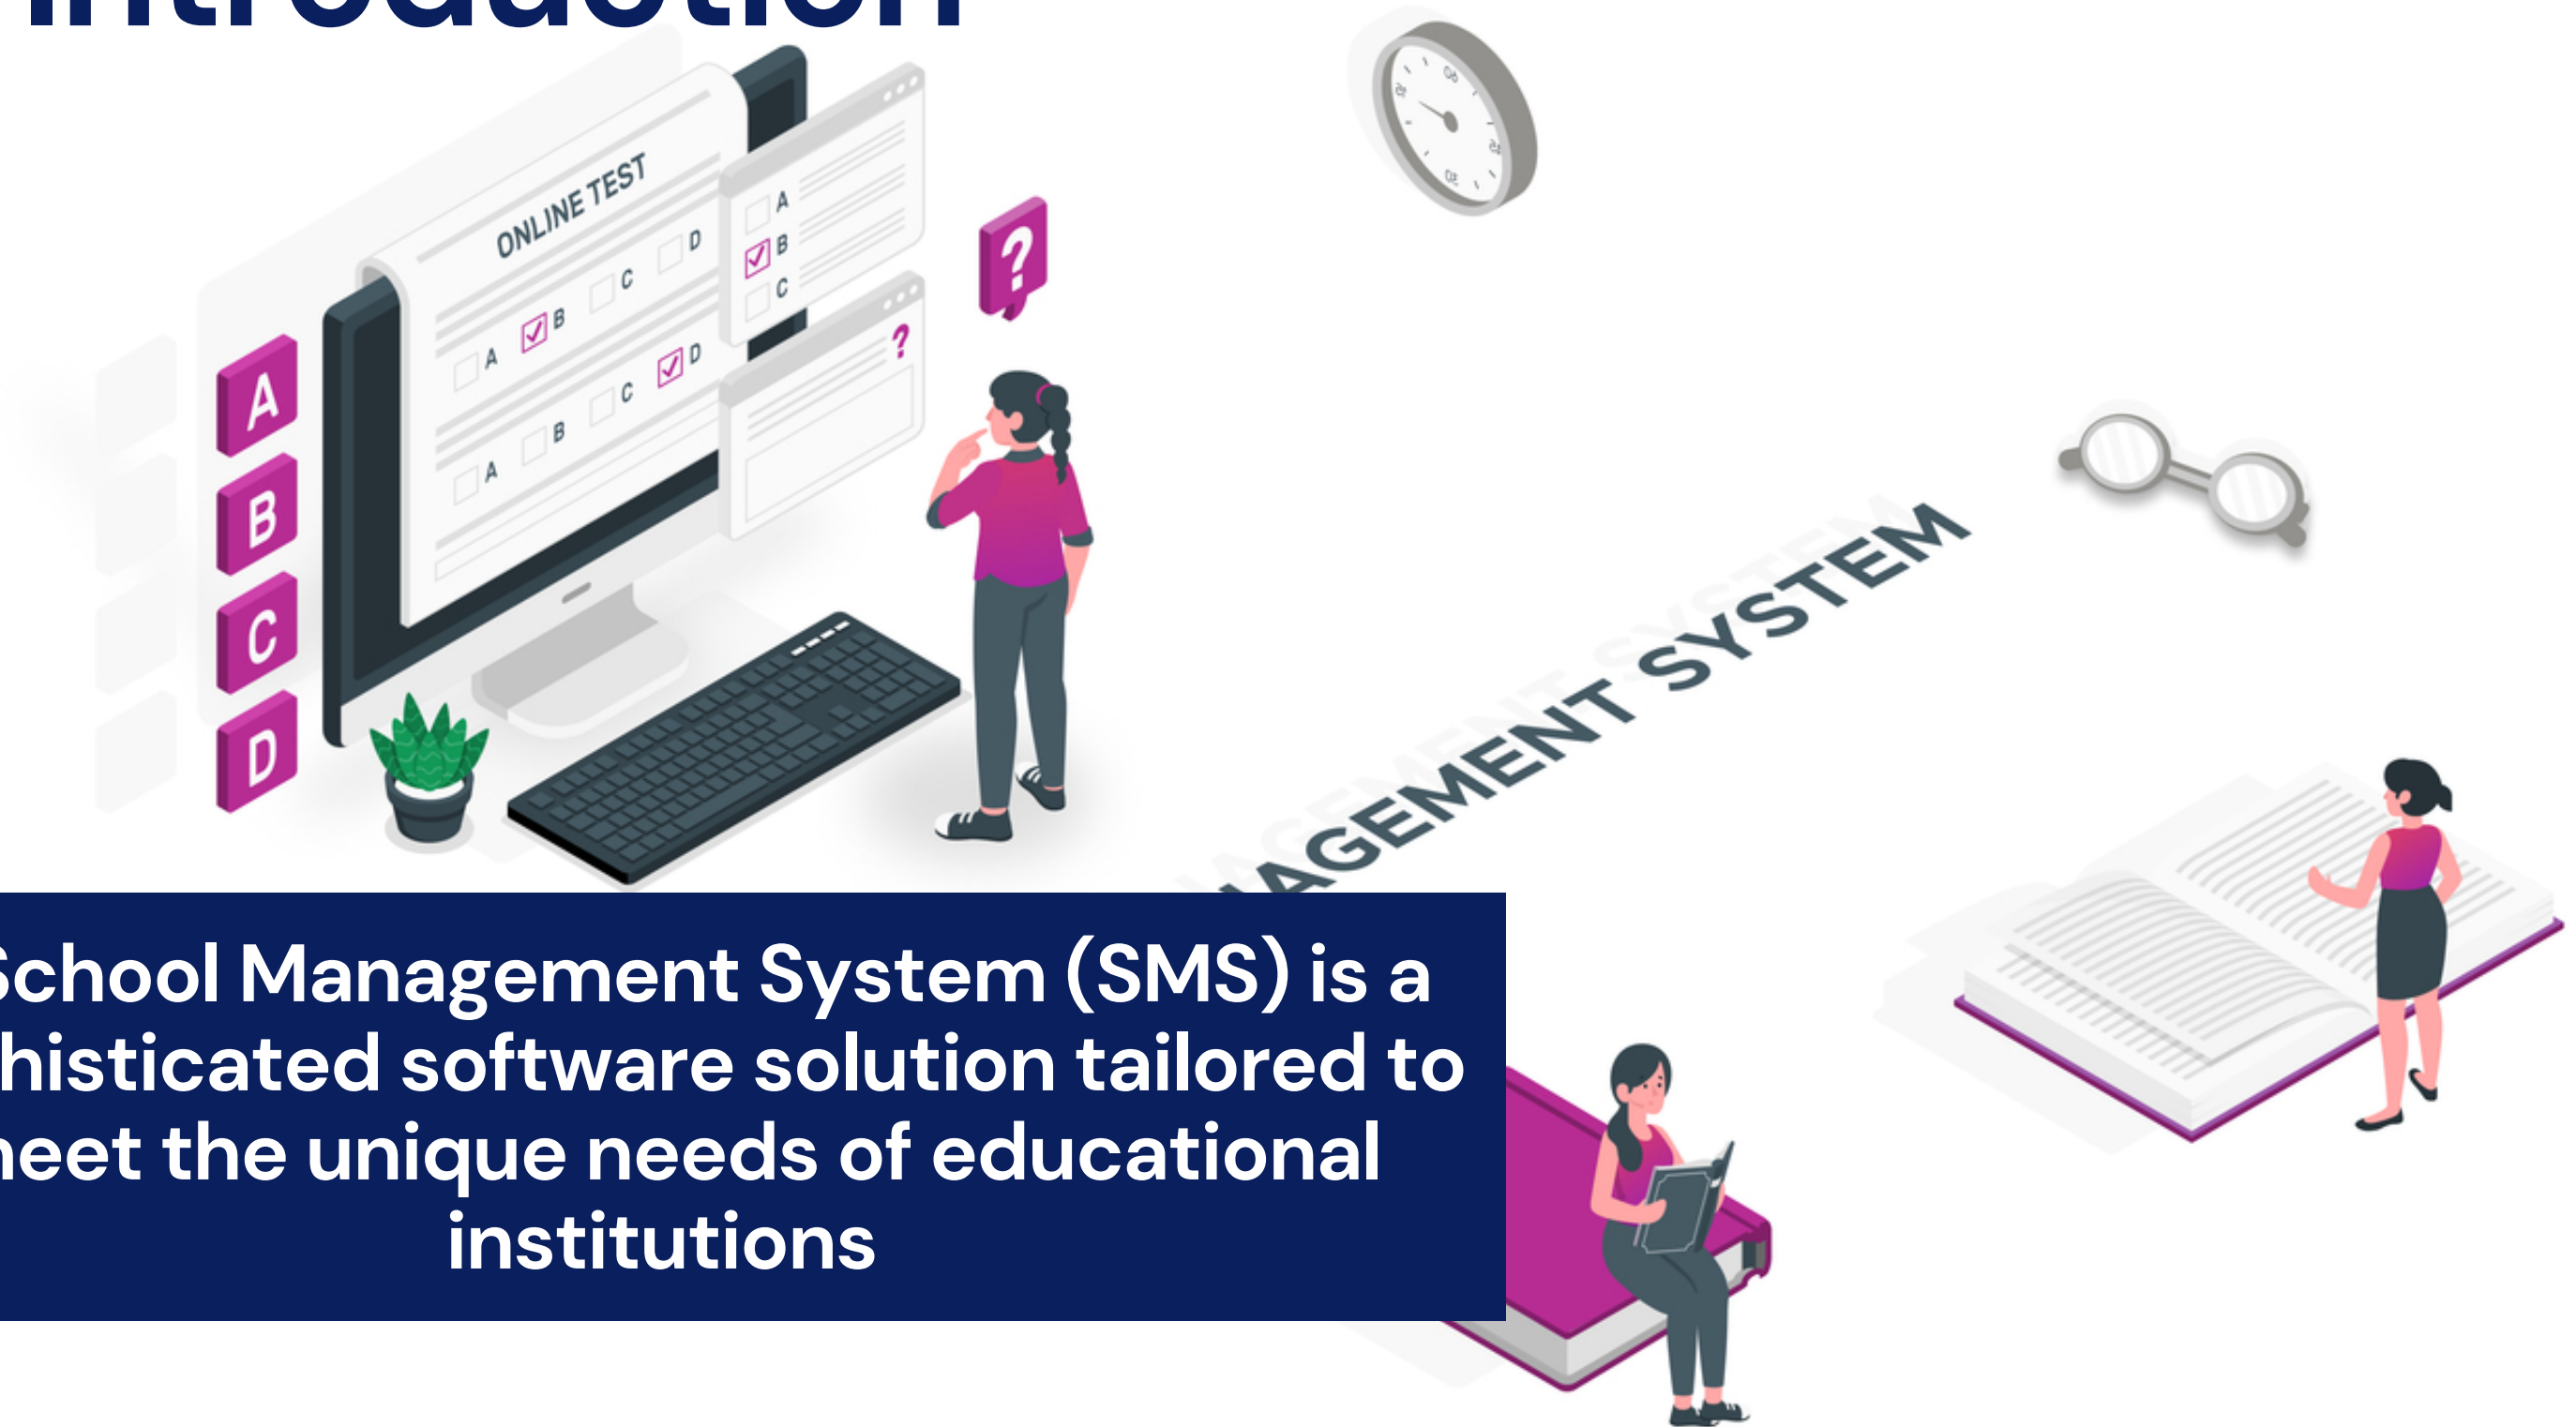 Introduction
ONLINE TEST
A B C D
A B C D
A
B
C
?
?
A
B
C
D
AGEMENT SYSTEM
School Management System (SMS) is a
histicated software solution tailored to
eet the unique needs of educational
institutions